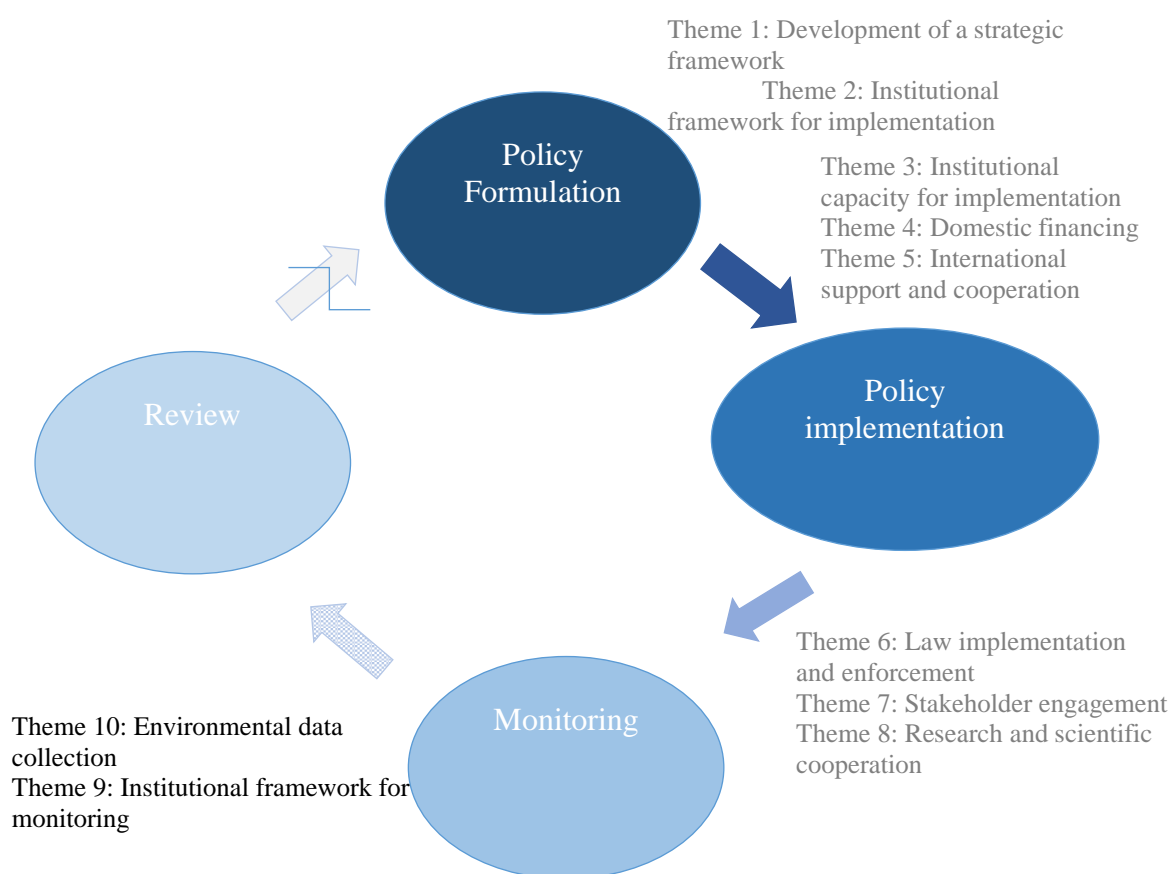 Theme 1: Development of a strategic
framework
Theme 2: Institutional
framework for implementation
Policy
Formulation
Theme 3: Institutional
capacity for implementation
Theme 4: Domestic financing
Theme 5: International
support and cooperation
Review
Policy
implementation
Theme 6: Law implementation
and enforcement
Theme 7: Stakeholder engagement
Theme 8: Research and scientific
cooperation
Monitoring
Theme 10: Environmental data
collection
Theme 9: Institutional framework for
monitoring